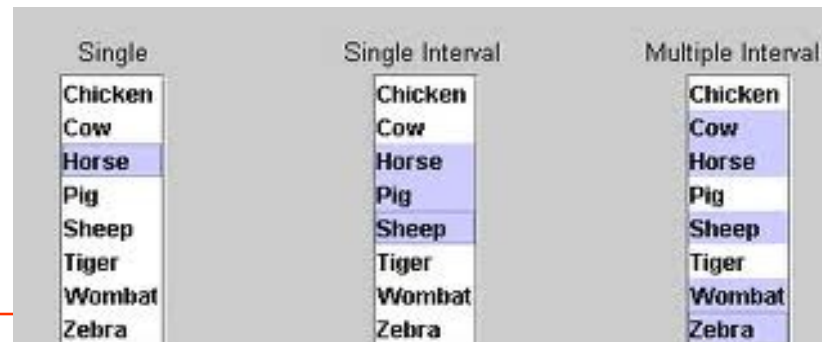 Single
Chicken
Cow
Horse
Pig
Sheep
Tiger
Wombat
Zebra
Single Interval
Chicken
Cow
Horse
Pig
Sheep
Tiger
Wombat
Zebra
Multiple Interval
Chicken
Cow
Horse
Pig
Sheep
Tiger
Wombat
Zebra